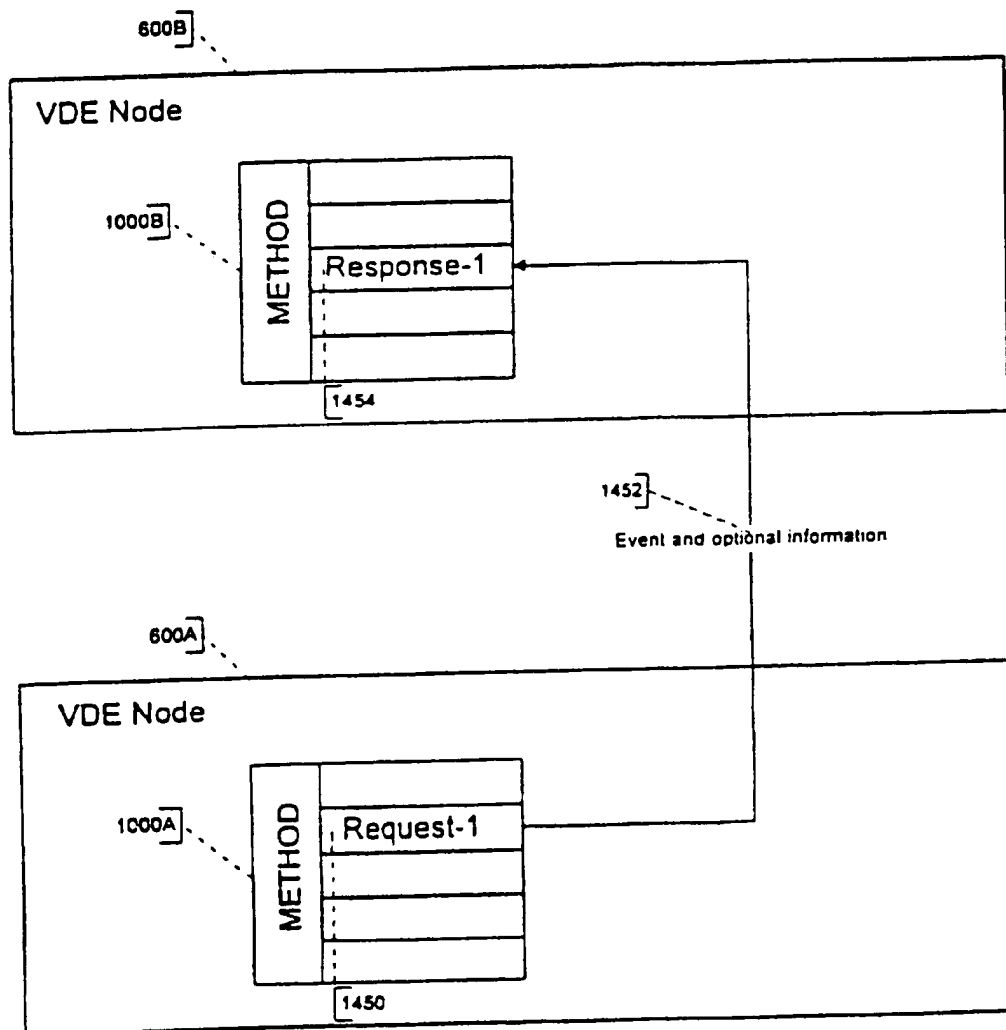 600B
VDE Node
1000B
METHOD
Response-1
1454
1452
Event and optional information
600A
VDE Node
1000A
METHOD
Request-1
1450